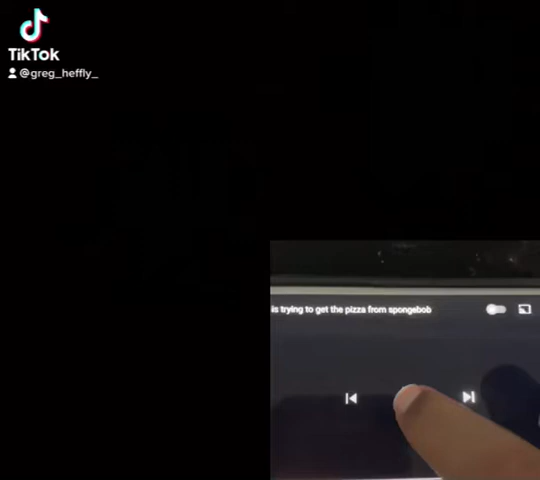 TikTok
@greg_heffly_
is trying to get the pizza from spongebob